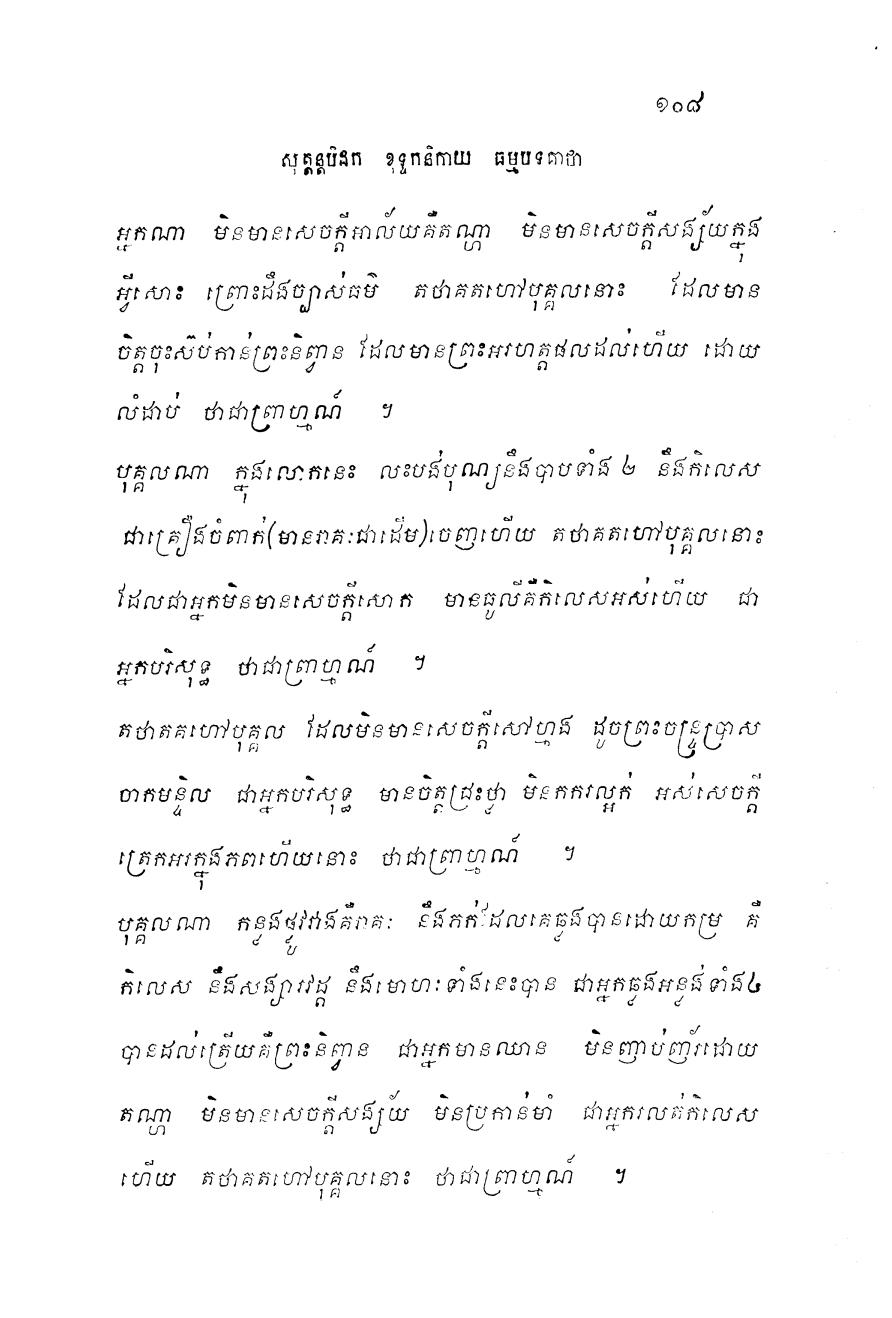 ១០៨
សុត្តន្តបិដក ខុទ្ទកនិកាយ ធម្មបទគាថា
អ្នកណា មិនមានសេចក្ដីអាល័យគឺតណ្ហា មិនមានសេចក្ដីសង្ស័យក្នុង
អ្វីសោះ ព្រោះដឹងច្បាស់ធម៌ តថាគតហៅបុគ្គលនោះ ដែលមាន
ចិត្តចុះស៊ប់កាន់ព្រះនិព្វាន ដែលមានព្រះអរហត្តផលដល់ហើយ ដោយ
លំដាប់ ថាជាព្រាហ្មណ៍ ។
បុគ្គលណា ក្នុងលោកនេះ លះបង់បុណ្យនឹងបាបទាំង ២ នឹងកិលេស
ជាគ្រឿងចំពាក់(មានរាគៈជាដើម)ចេញហើយ តថាគតហៅបុគ្គលនោះ
ដែលជាអ្នកមិនមានសេចក្ដីសោក មានធូលីគឺកិលេសអស់ហើយ ជា
អ្នកបរិសុទ្ធ ថាជាព្រាហ្មណ៍ ។
តថាគតហៅបុគ្គល ដែលមិនមានសេចក្ដីសៅហ្មង ដូចព្រះចន្ទ្រប្រាស
ចាកមន្ទិល ជាអ្នកបរិសុទ្ធ មានចិត្តជ្រះថ្លា មិនកករល្អក់ អស់សេចក្ដី
ត្រេកអរក្នុងភពហើយនោះ ថាជាព្រាហ្មណ៍ ។
បុគ្គលណា កន្លងផ្លូវវាងគឺរាគៈ នឹងភក់ដែលគេឆ្លងបានដោយកម្រ គឺ
កិលេស នឹងសង្សារវដ្ដ នឹងមោហៈទាំងនេះបាន ជាអ្នកឆ្លងអន្លង់ទាំង៤
បានដល់ត្រើយគឺព្រះនិព្វាន ជាអ្នកមានឈាន មិនញាប់ញ័រដោយ
តណ្ហា មិនមានសេចក្ដីសង្ស័យ មិនប្រកាន់មាំ ជាអ្នករលត់កិលេស
ហើយ តថាគតហៅបុគ្គលនោះ ថាជាព្រាហ្មណ៍ ។